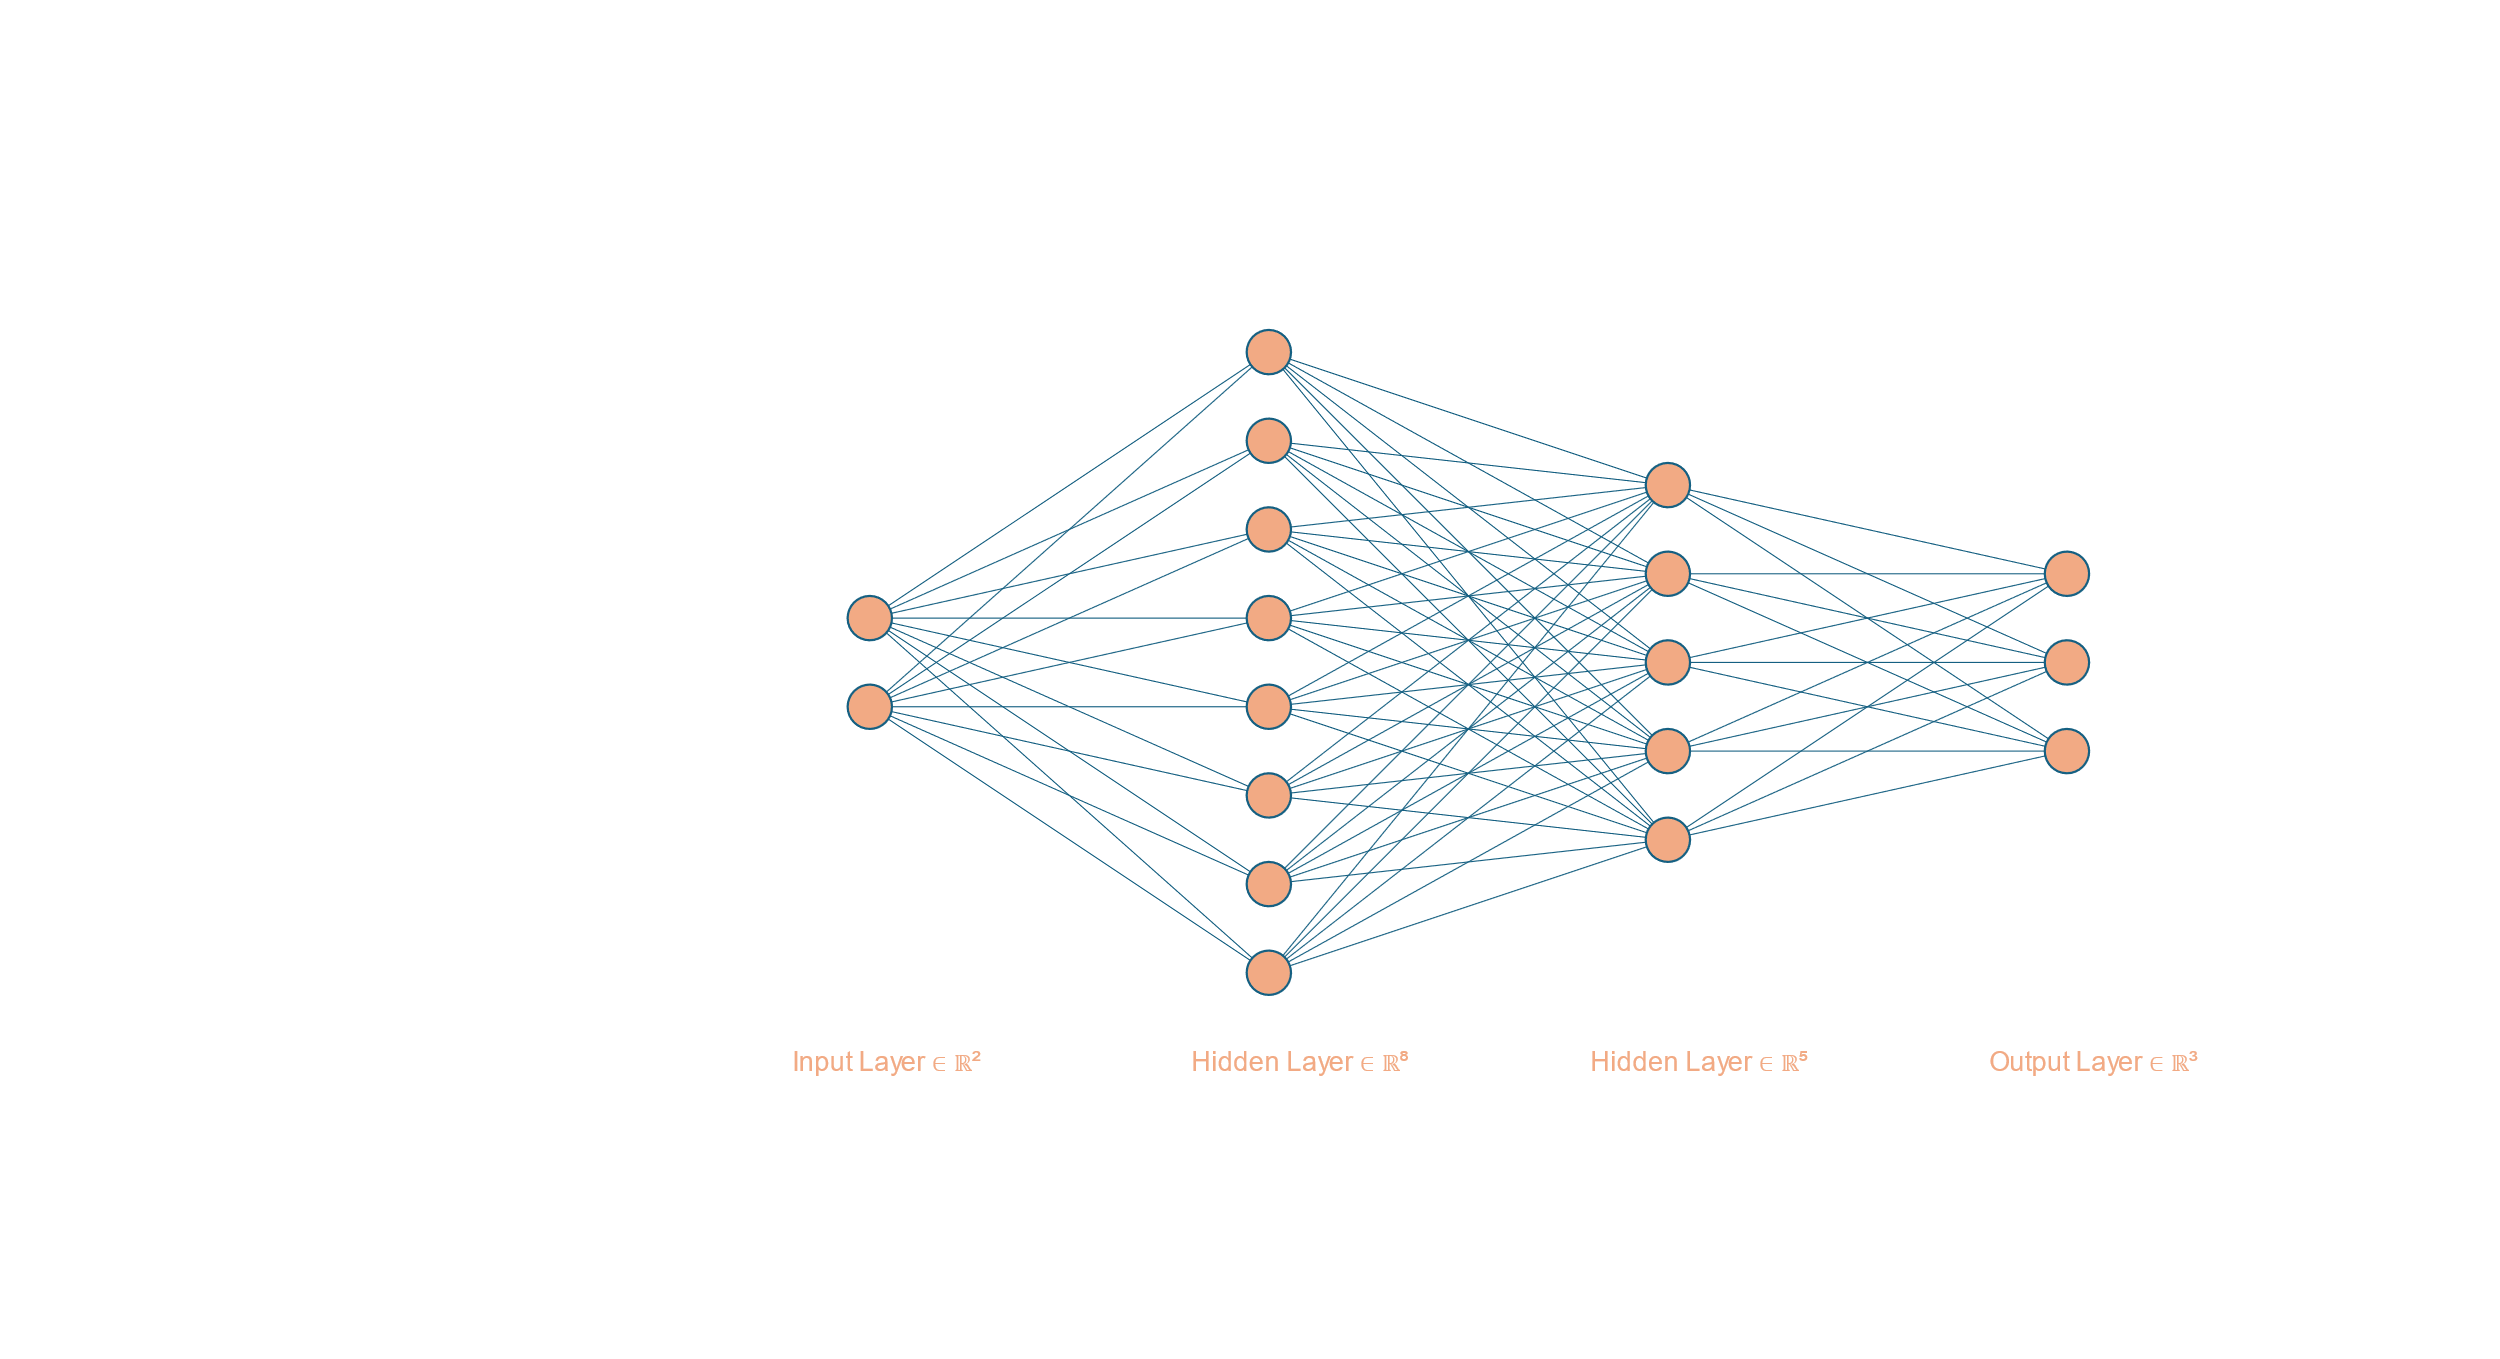 Input Layer ∈ ℝ²
Hidden Layer ∈ ℝ⁸
Hidden Layer ∈ ℝ⁵
Output Layer ∈ ℝ³